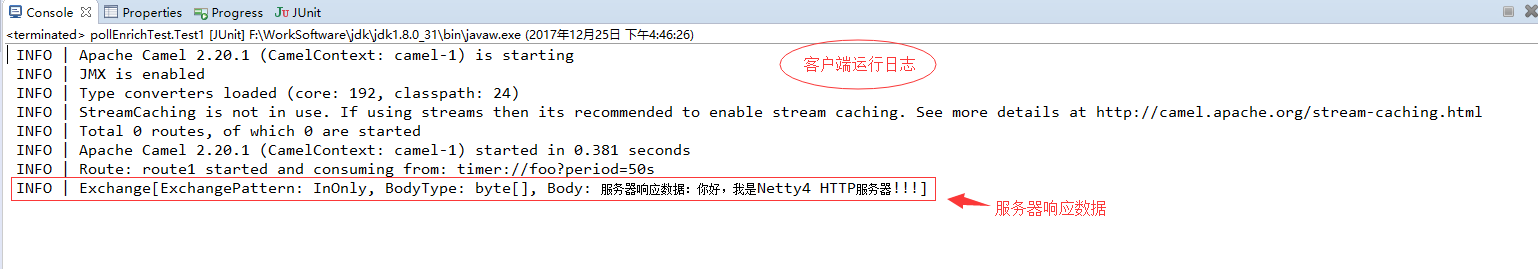 Console Properties Progress JUnit
<terminated> pollEnrichTest.Test1 [JUnit] F:\WorkSoftware\jdk\jdk1.8.0_31\bin\javaw.exe (2017年12月25日 下午4:46:26)
INFO | Apache Camel 2.20.1 (CamelContext: camel-1) is starting
客户端运行日志
INFO | JMX is enabled
INFO | Type converters loaded (core: 192, classpath: 24)
INFO | StreamCaching is not in use. If using streams then its recommended to enable stream caching. See more details at http://camel.apache.org/stream-caching.html
INFO | Total 0 routes, of which 0 are started
INFO | Apache Camel 2.20.1 (CamelContext: camel-1) started in 0.381 seconds
INFO | Route: route1 started and consuming from: timer://foo?period=50s
INFO | Exchange[ExchangePattern: InOnly, BodyType: byte[], Body: 服务器响应数据：你好，我是Netty4 HTTP服务器!!!]
服务器响应数据